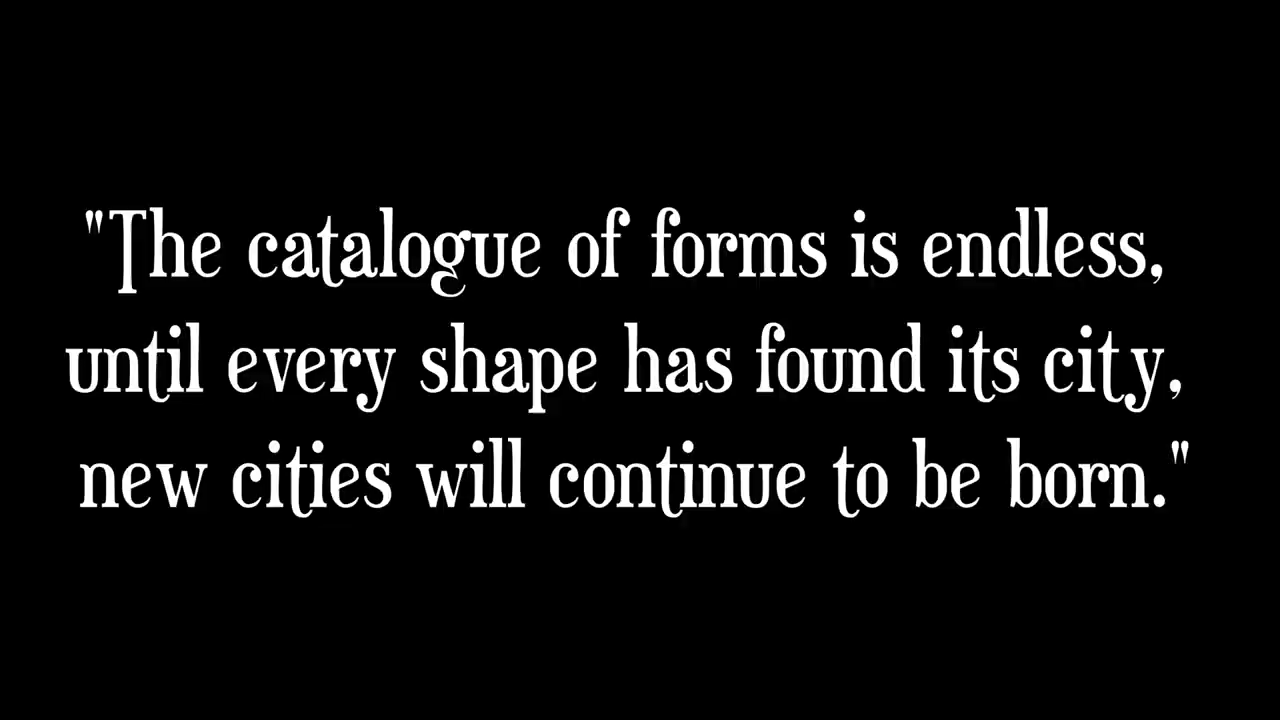 "The catalogue of forms is endless,
until every shape has found its city,
new cities will continue to be born."